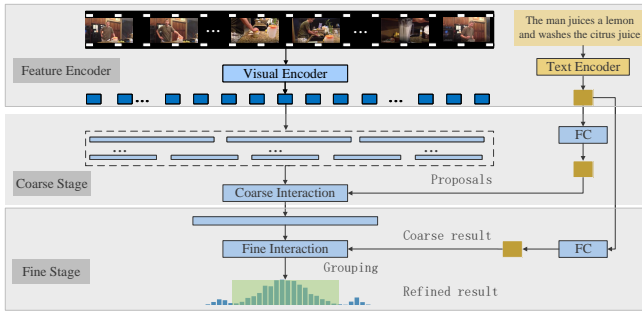 The man juices a lemon
and washes the citrus juice
...
Feature Encoder
Visual Encoder
Text Encoder
...
...
FC
...
...
...
Coarse Stage
Proposals
Coarse Interaction
Coarse result
Fine Interaction
FC
Grouping
Fine Stage
Refined result